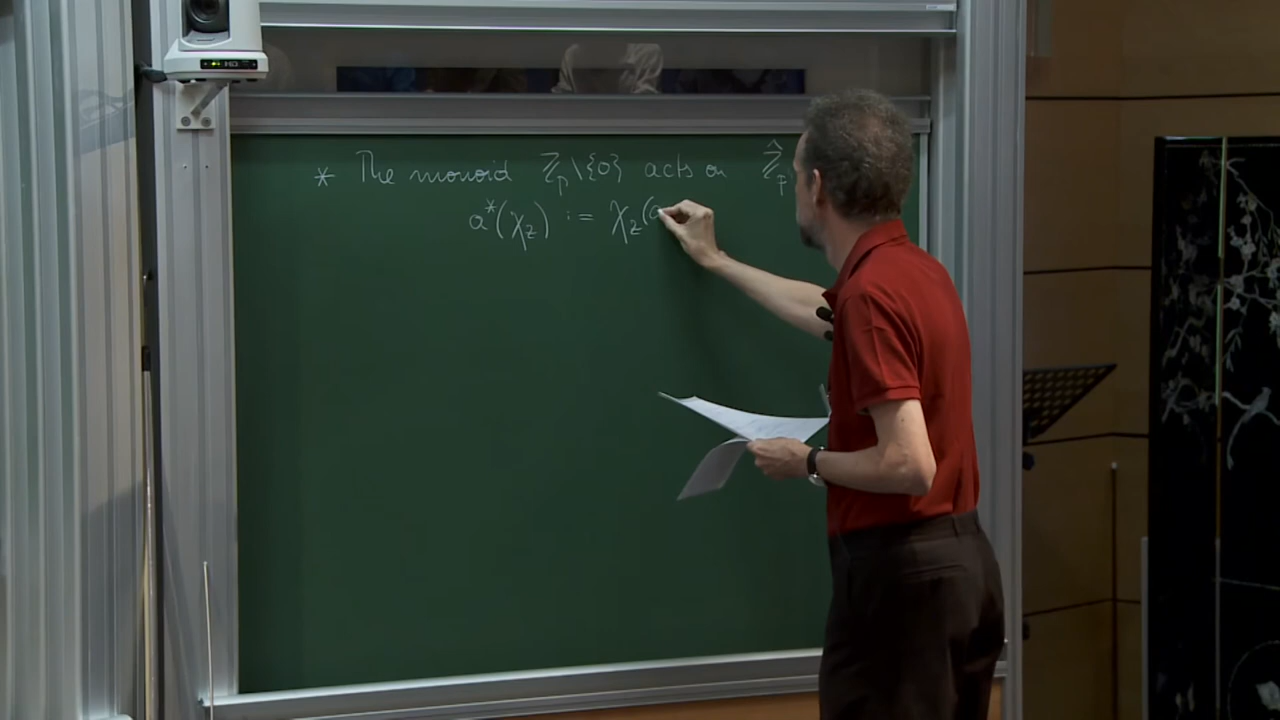 * The monoid ℤ_p\{0} acts on ℤ̂_p
a*(χ_z) := χ_z(a